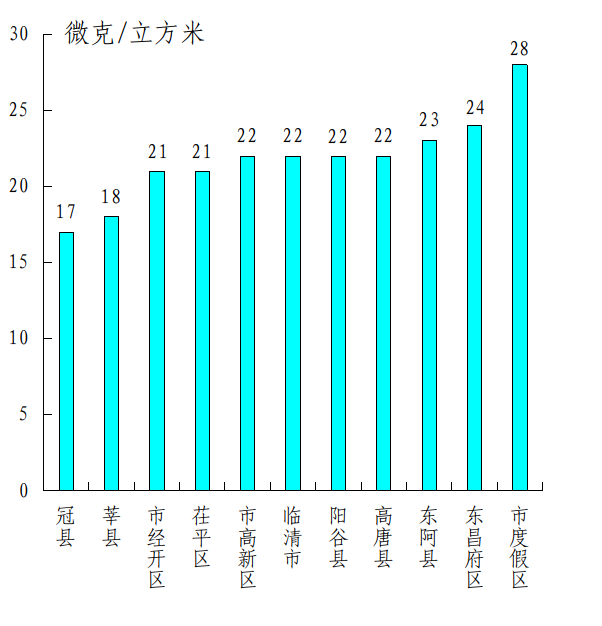 微克/立方米
30
25
20
15
10
5
0
17
18
21
21
22
22
22
22
23
24
28
冠县
莘县
市经开区
茌平区
市高新区
临清市
阳谷县
高唐县
东阿县
东昌府区
市度假区